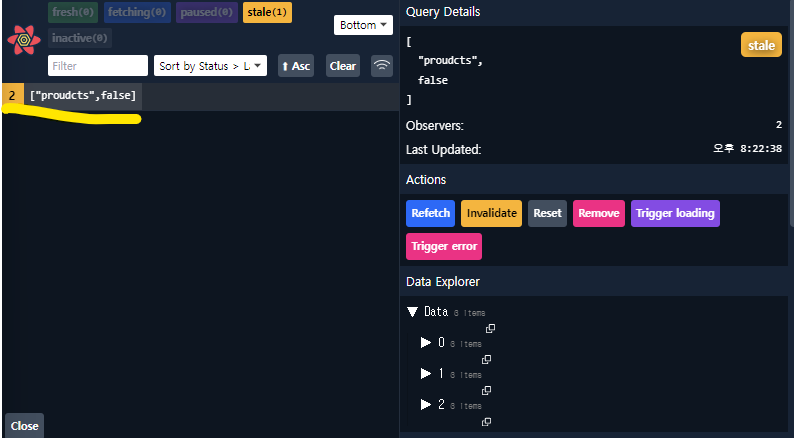 fresh(0) fetching(0) paused(0) stale(1)
inactive(0)
Bottom
Filter Sort by Status > L ⬆ Asc Clear
2 ["proudcts",false]
Close
Query Details
[
"proudcts",
false
]
stale
Observers: 2
Last Updated: 오후 8:22:38
Actions
Refetch Invalidate Reset Remove Trigger loading
Trigger error
Data Explorer
▼ Data 8 items
▶ 0 8 items
▶ 1 8 items
▶ 2 8 items